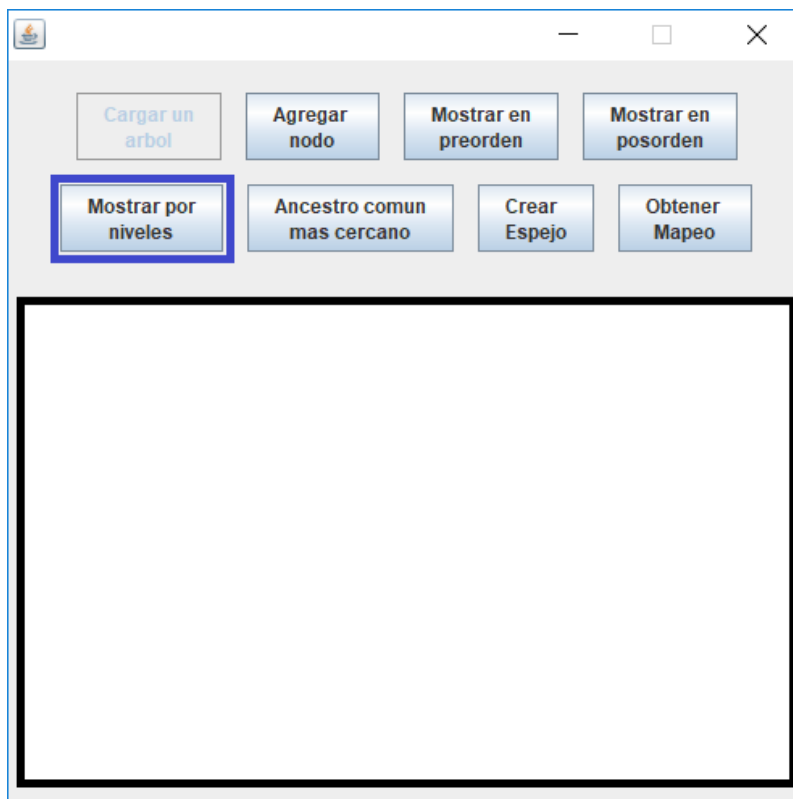 Cargar un
arbol
Agregar
nodo
Mostrar en
preorden
Mostrar en
posorden
Mostrar por
niveles
Ancestro comun
mas cercano
Crear
Espejo
Obtener
Mapeo